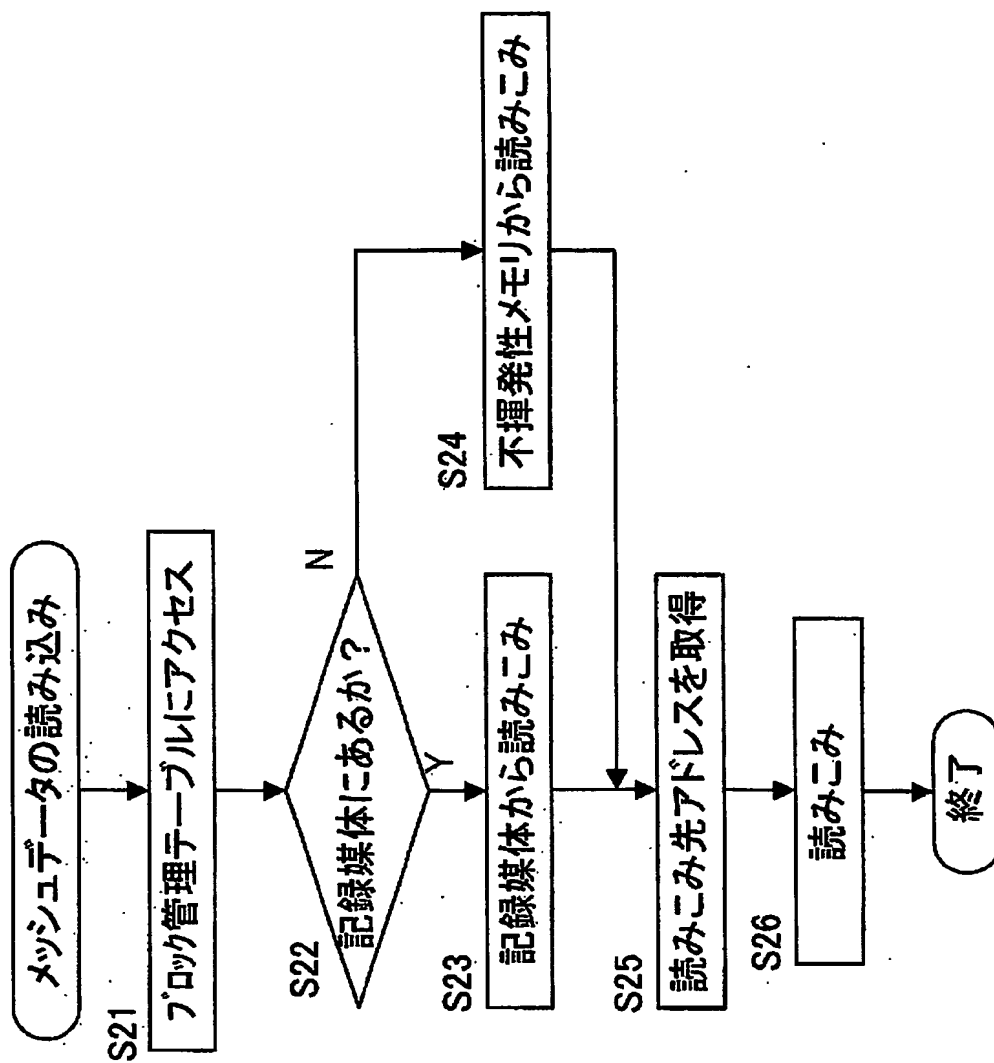 メッシュデータの読み込み
S21
ブロック管理テーブルにアクセス
S22
記録媒体にあるか？
N
Y
S23
記録媒体から読みこみ
S24
不揮発性メモリから読みこみ
S25
読みこみ先アドレスを取得
S26
読みこみ
終了